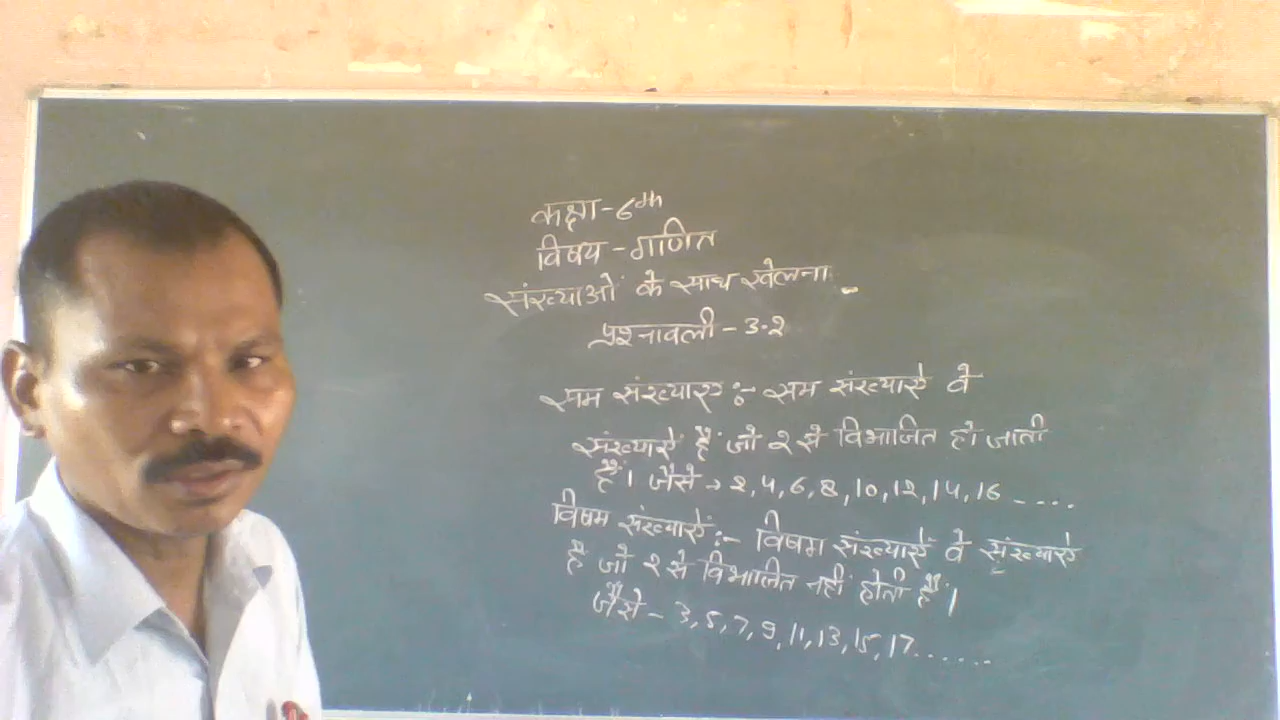 कक्षा - 6th
विषय - गणित
संख्याओं के साथ खेलना
प्रश्नावली - 3.2
सम संख्याएं :- सम संख्याऐं वे
संख्याऐं हैं जो 2 से विभाजित हो जाती
हैं। जैसे → 2, 4, 6, 8, 10, 12, 14, 16 .....
विषम संख्याऐं :- विषम संख्याऐं वे संख्याऐं
हैं जो 2 से विभाजित नहीं होती हैं।
जैसे - 3, 5, 7, 9, 11, 13, 15, 17.......